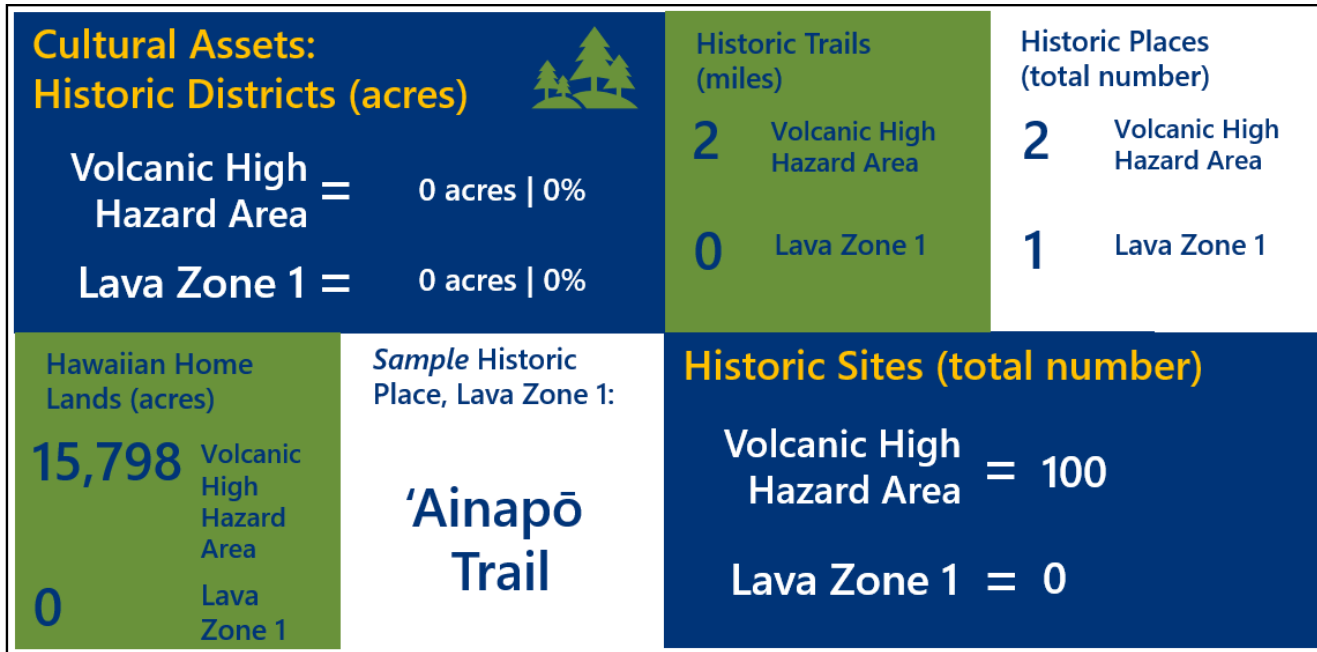 Cultural Assets:
Historic Districts (acres)
Volcanic High
Hazard Area
=
0 acres | 0%
Lava Zone 1 =
0 acres | 0%
Historic Trails
(miles)
2
Volcanic High
Hazard Area
0
Lava Zone 1
Historic Places
(total number)
2
Volcanic High
Hazard Area
1
Lava Zone 1
Hawaiian Home
Lands (acres)
15,798
Volcanic
High
Hazard
Area
0
Lava
Zone 1
Sample Historic
Place, Lava Zone 1:
‘Ainapō
Trail
Historic Sites (total number)
Volcanic High
Hazard Area
= 100
Lava Zone 1 = 0